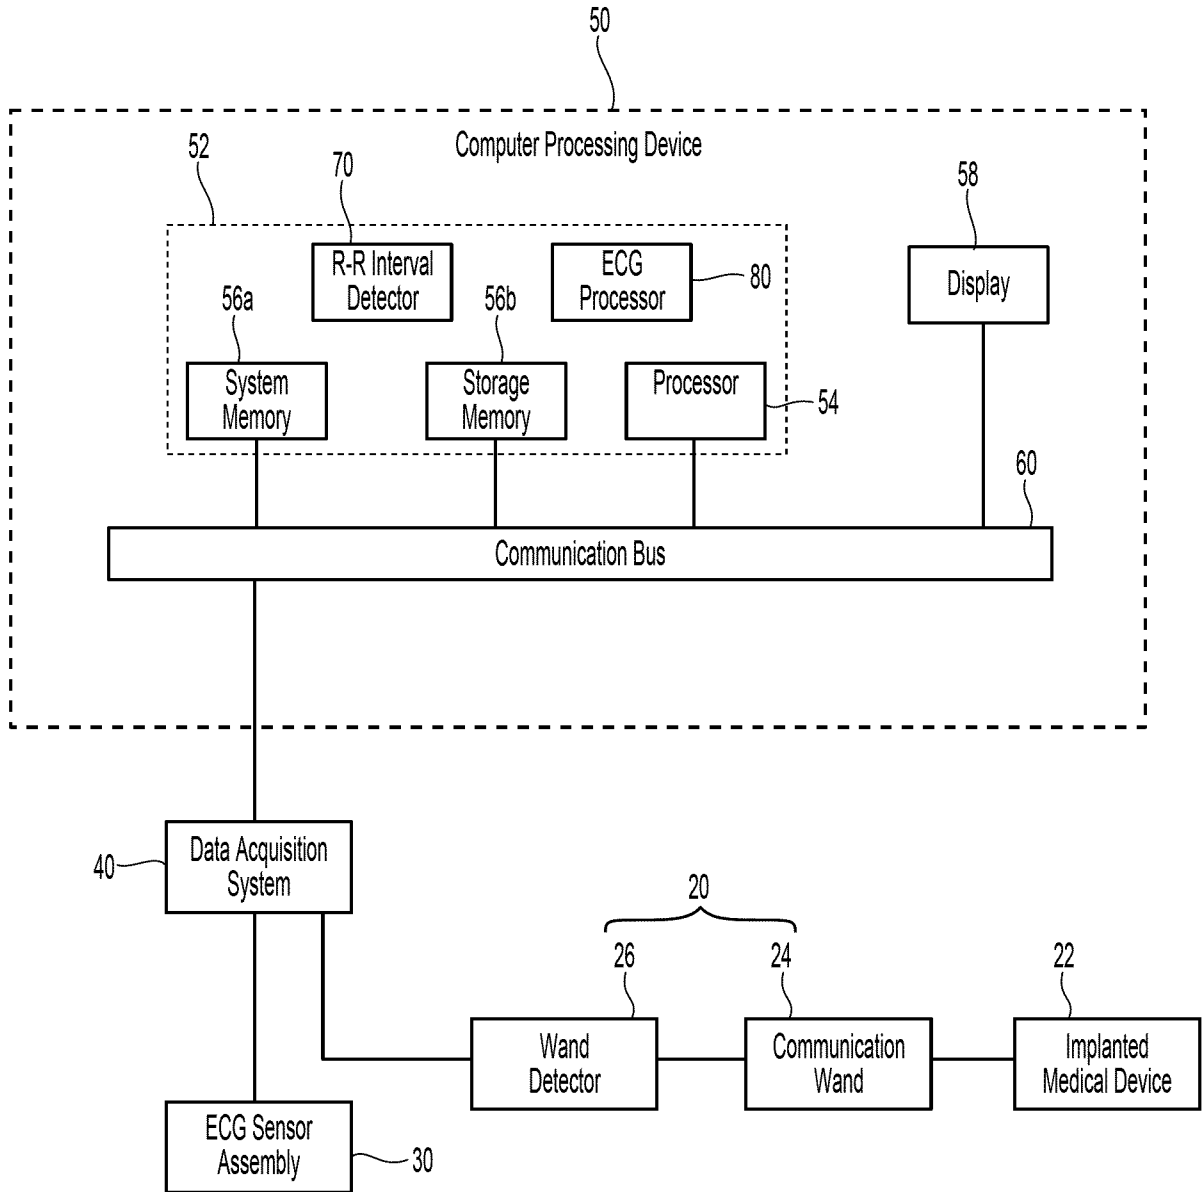 50
Computer Processing Device
52
70
58
R-R Interval
Detector
ECG
Processor
80
Display
56a
56b
System
Memory
Storage
Memory
Processor
54
60
Communication Bus
Data Acquisition
System
40
20
26
24
22
Wand
Detector
Communication
Wand
Implanted
Medical Device
ECG Sensor
Assembly
30